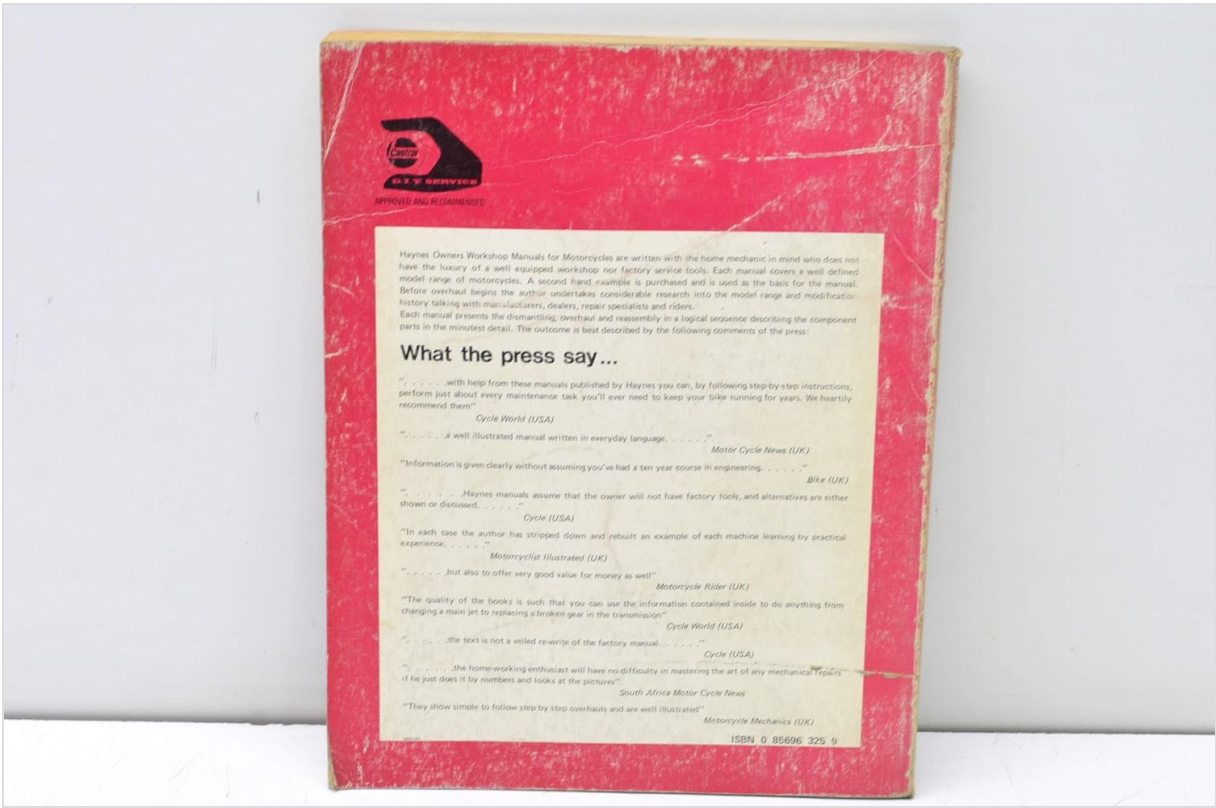 Castrol
D.I.Y. SERVICE
APPROVED AND RECOMMENDED
Haynes Owners Workshop Manuals for Motorcycles are written with the home mechanic in mind who does not
have the luxury of a well equipped workshop nor factory service tools. Each manual covers a well defined
model range of motorcycles. A second hand example is purchased and is used as the basis for the manual.
Before overhaul begins the author undertakes considerable research into the model range and modification
history talking with manufacturers, dealers, repair specialists and riders.
Each manual presents the dismantling, overhaul and reassembly in a logical sequence describing the component
parts in the minutest detail. The outcome is best described by the following comments of the press:
What the press say...
"......with help from these manuals published by Haynes you can, by following step-by-step instructions,
perform just about every maintenance task you'll ever need to keep your bike running for years. We heartily
recommend them"
Cycle World (USA)
"......a well illustrated manual written in everyday language......"
Motor Cycle News (UK)
"Information is given clearly without assuming you've had a ten year course in engineering......"
Bike (UK)
"......Haynes manuals assume that the owner will not have factory tools, and alternatives are either
shown or discussed......"
Cycle (USA)
"In each case the author has stripped down and rebuilt an example of each machine learning by practical
experience......"
Motorcyclist Illustrated (UK)
"......but also to offer very good value for money as well"
Motorcycle Rider (UK)
"The quality of the books is such that you can use the information contained inside to do anything from
changing a main jet to replacing a broken gear in the transmission"
Cycle World (USA)
"......the text is not a veiled re-write of the factory manual......"
Cycle (USA)
"......the home-working enthusiast will have no difficulty in mastering the art of any mechanical repairs
if he just does it by numbers and looks at the pictures"
South Africa Motor Cycle News
"They show simple to follow step by step overhauls and are well illustrated"
Motorcycle Mechanics (UK)
ISBN 0 85696 325 9